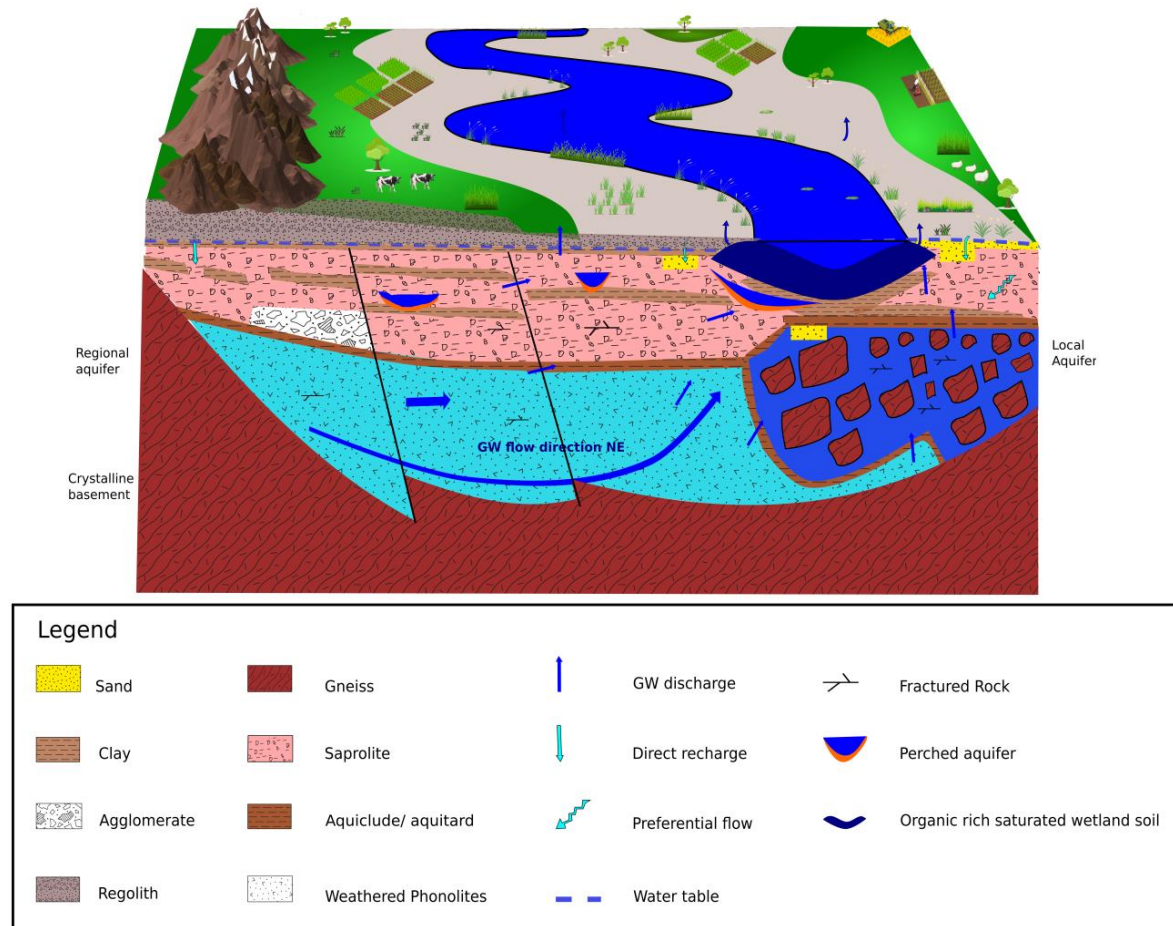 Regional
aquifer
Local
Aquifer
GW flow direction NE
Crystalline
basement
Legend
Sand
Gneiss
GW discharge
Fractured Rock
Clay
Saprolite
Direct recharge
Perched aquifer
Agglomerate
Aquiclude/ aquitard
Preferential flow
Organic rich saturated wetland soil
Regolith
Weathered Phonolites
Water table